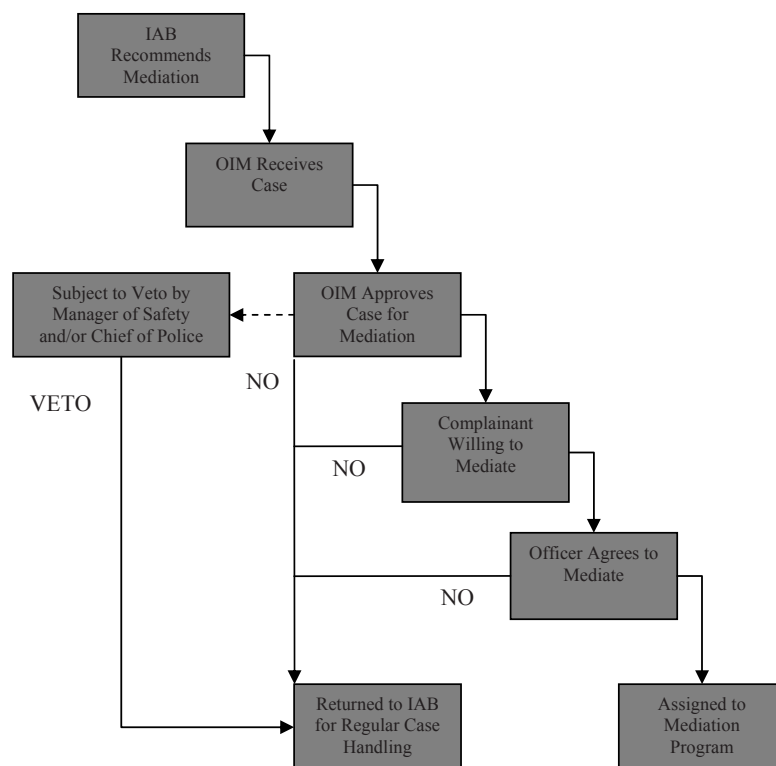 IAB
Recommends
Mediation
OIM Receives
Case
Subject to Veto by
Manager of Safety
and/or Chief of Police
OIM Approves
Case for
Mediation
NO
VETO
Complainant
Willing to
Mediate
NO
Officer Agrees to
Mediate
NO
Returned to IAB
for Regular Case
Handling
Assigned to
Mediation
Program